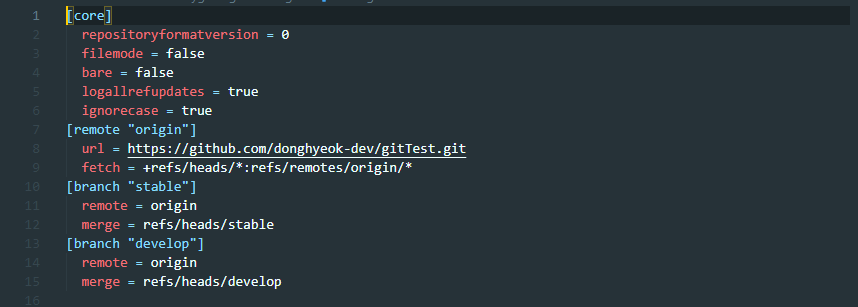 1 [core]
2 repositoryformatversion = 0
3 filemode = false
4 bare = false
5 logallrefupdates = true
6 ignorecase = true
7 [remote "origin"]
8 url = https://github.com/donghyeok-dev/gitTest.git
9 fetch = +refs/heads/*:refs/remotes/origin/*
10 [branch "stable"]
11 remote = origin
12 merge = refs/heads/stable
13 [branch "develop"]
14 remote = origin
15 merge = refs/heads/develop
16